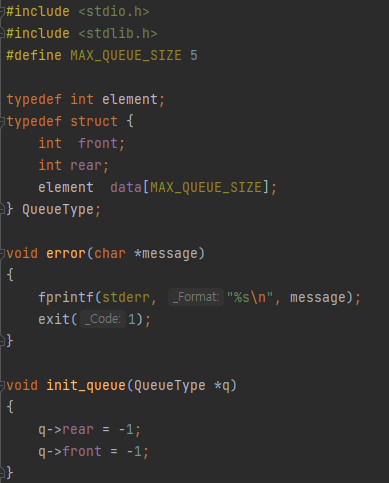 #include <stdio.h>
#include <stdlib.h>
#define MAX_QUEUE_SIZE 5

typedef int element;
typedef struct {
    int  front;
    int rear;
    element  data[MAX_QUEUE_SIZE];
} QueueType;

void error(char *message)
{
    fprintf(stderr, _Format: "%s\n", message);
    exit(_Code: 1);
}

void init_queue(QueueType *q)
{
    q->rear = -1;
    q->front = -1;
}